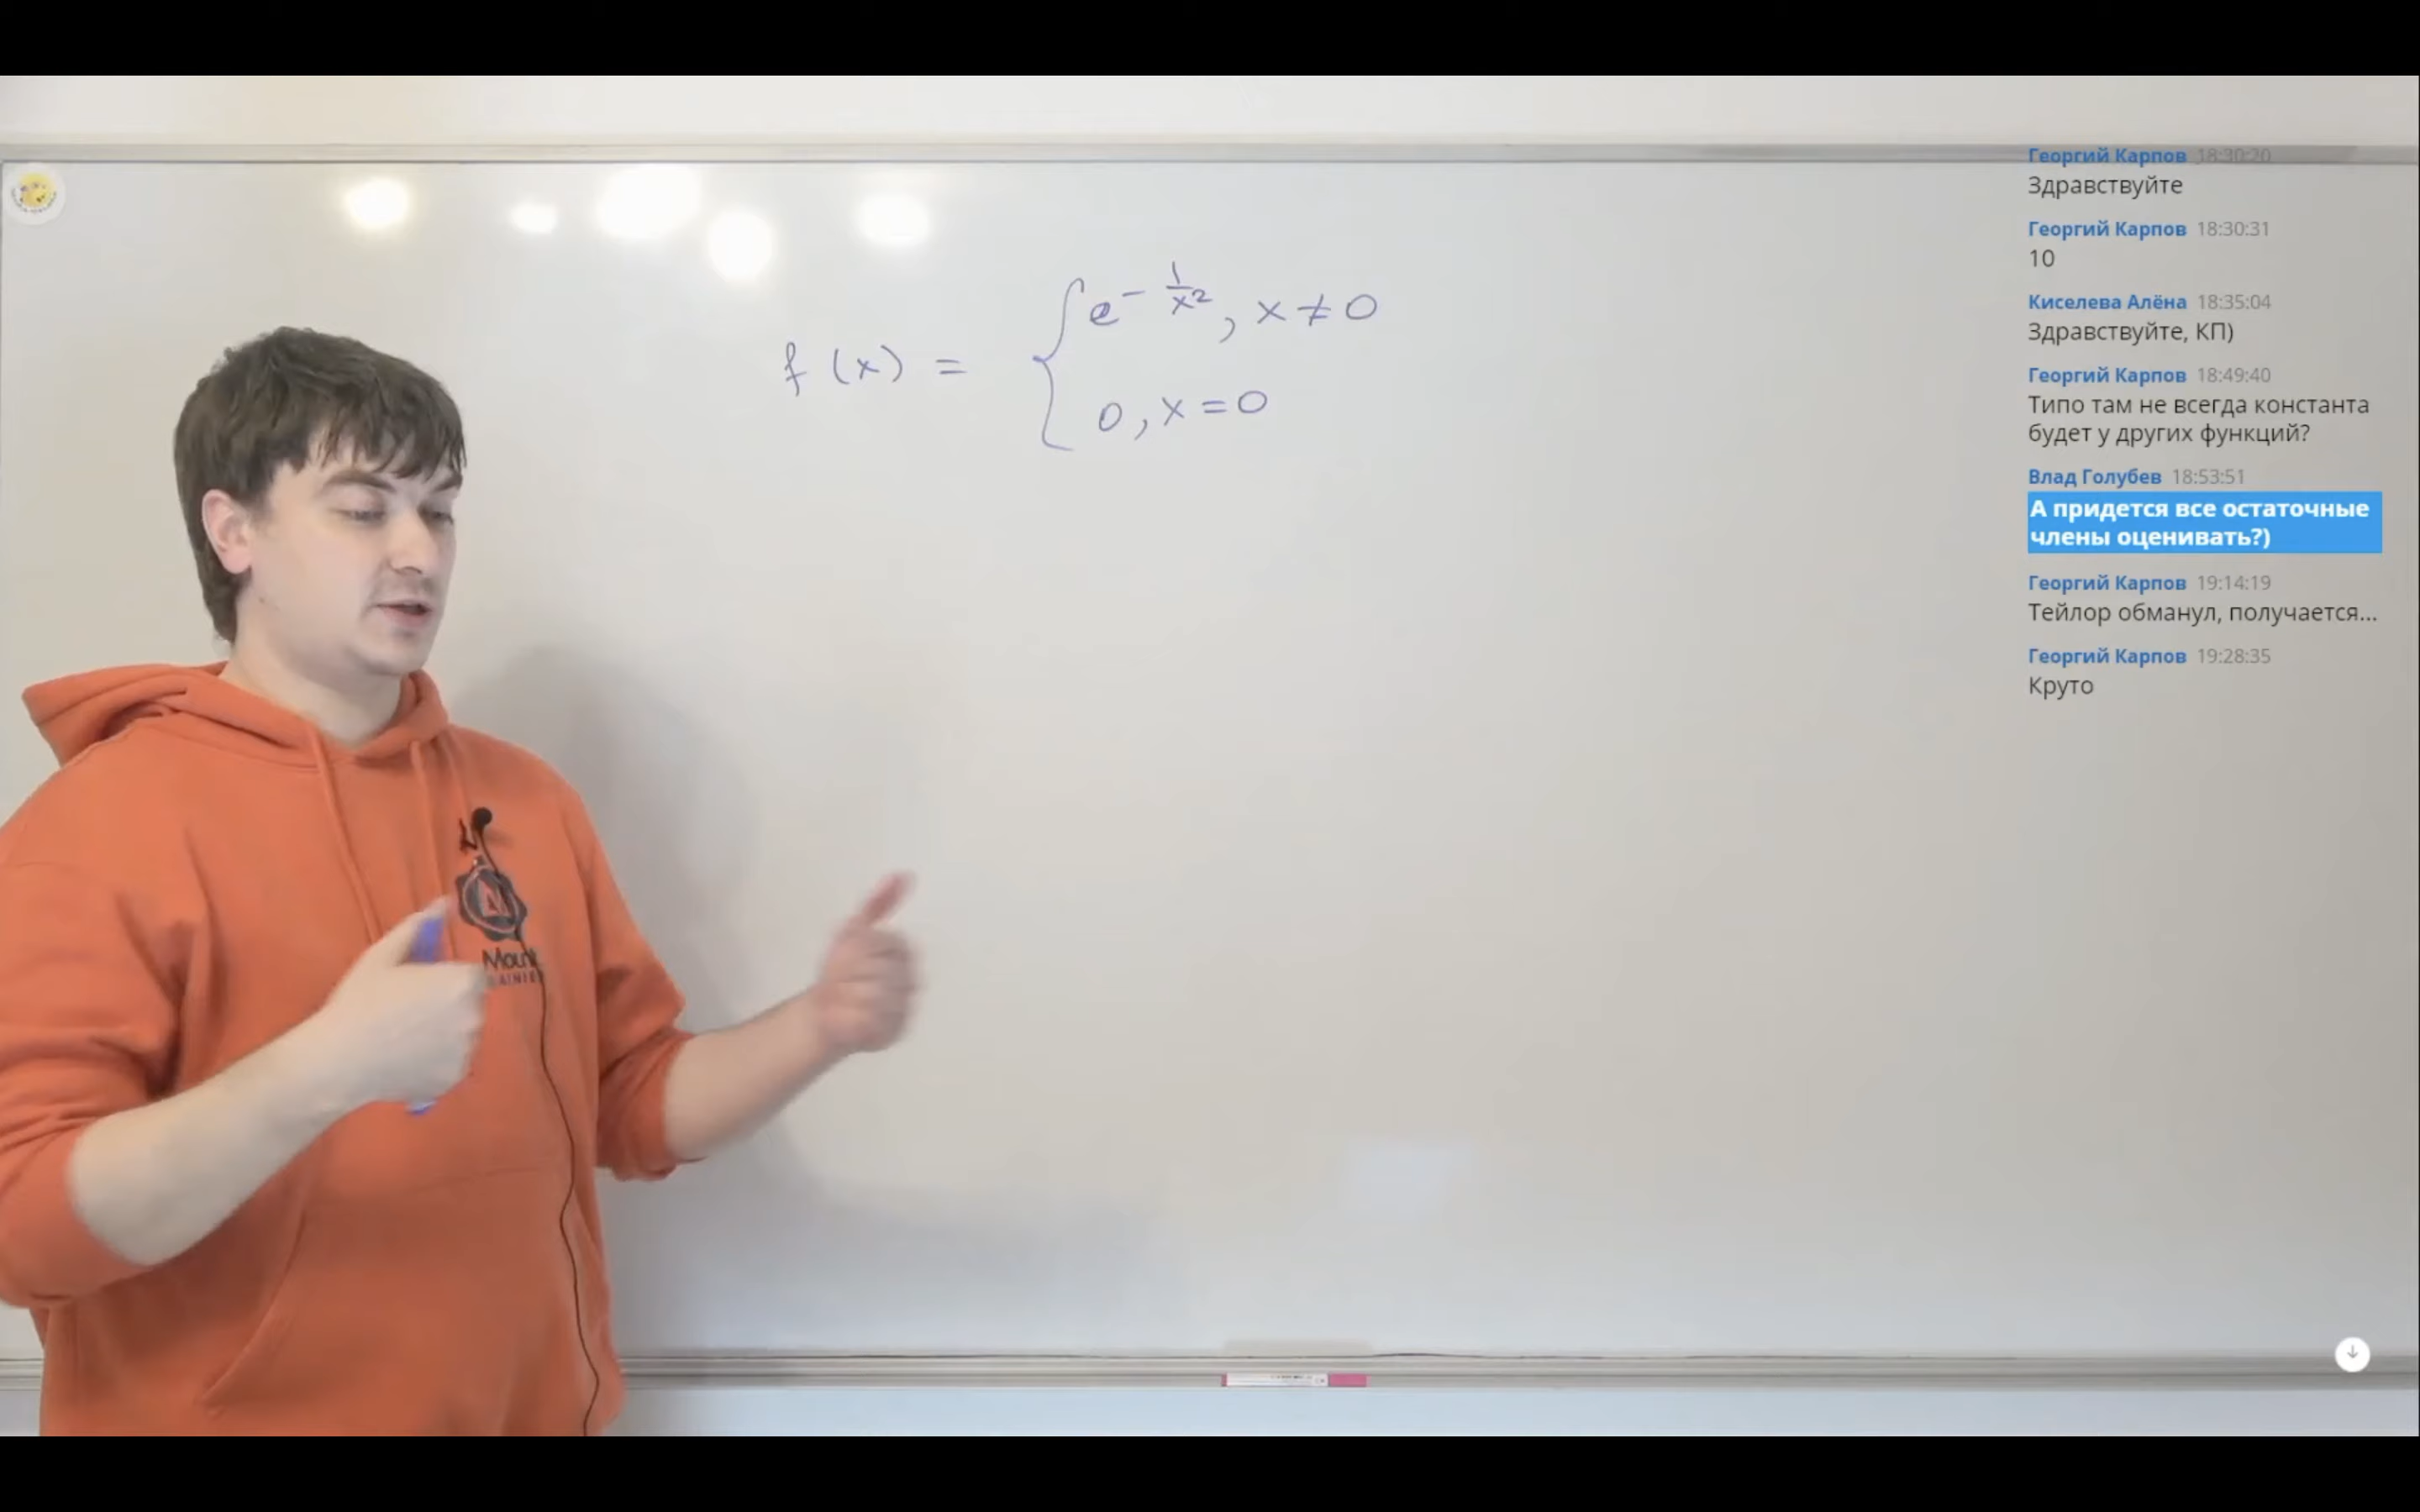 f(x) = { e^{-1/x^2}, x ≠ 0
0, x = 0
Георгий Карпов 18:30:20
Здравствуйте
Георгий Карпов 18:30:31
10
Киселева Алёна 18:35:04
Здравствуйте, КП)
Георгий Карпов 18:49:40
Типо там не всегда константа
будет у других функций?
Влад Голубев 18:53:51
А придется все остаточные
члены оценивать?)
Георгий Карпов 19:14:19
Тейлор обманул, получается...
Георгий Карпов 19:28:35
Круто